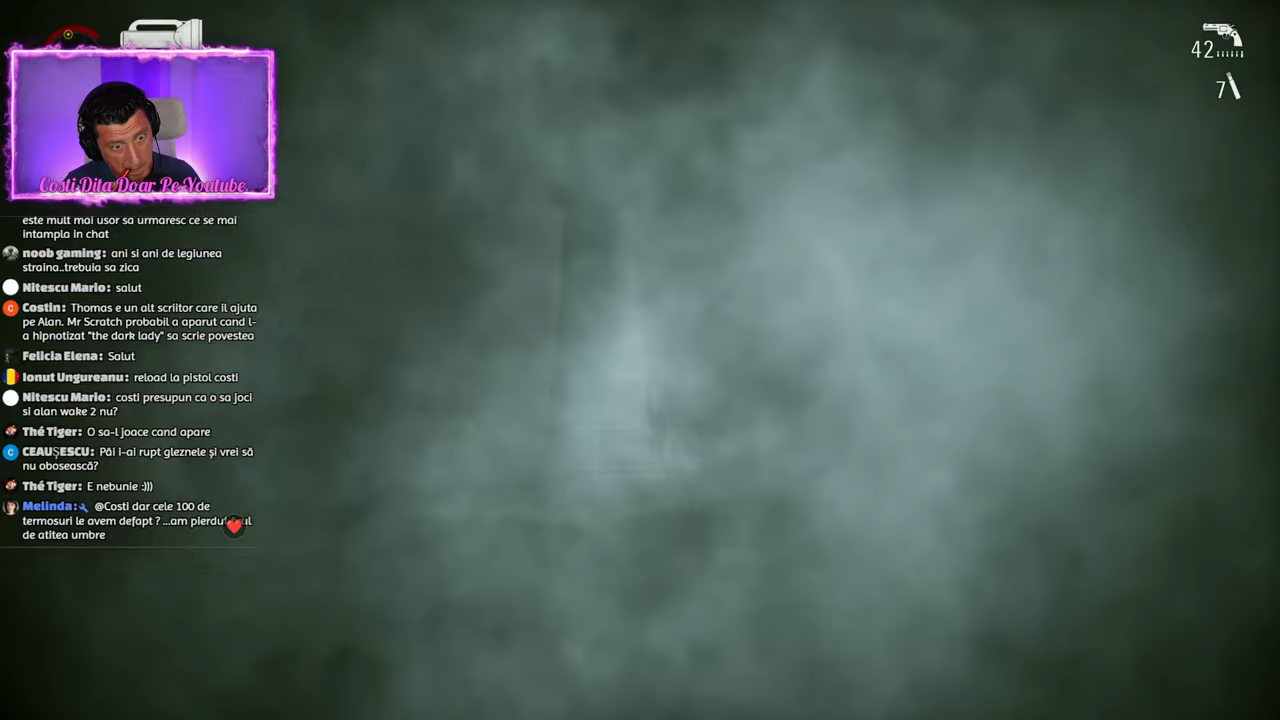 42
7
Costi Dita Doar Pe Youtube
este mult mai usor sa urmaresc ce se mai
intampla in chat
noob gaming: ani si ani de legiunea
straina..trebuia sa zica
Nitescu Mario: salut
C Costin: Thomas e un alt scriitor care il ajuta
pe Alan. Mr Scratch probabil a aparut cand l-
a hipnotizat "the dark lady" sa scrie povestea
Felicia Elena: Salut
Ionut Ungureanu: reload la pistol costi
Nitescu Mario: costi presupun ca o sa joci
si alan wake 2 nu?
Thé Tiger: O sa-l joace cand apare
C CEAUȘESCU: Păi i-ai rupt gleznele și vrei să
nu obosească?
Thé Tiger: E nebunie :)))
Melinda: @Costi dar cele 100 de
termosuri le avem defapt ? ...am pierdut
de atitea umbre